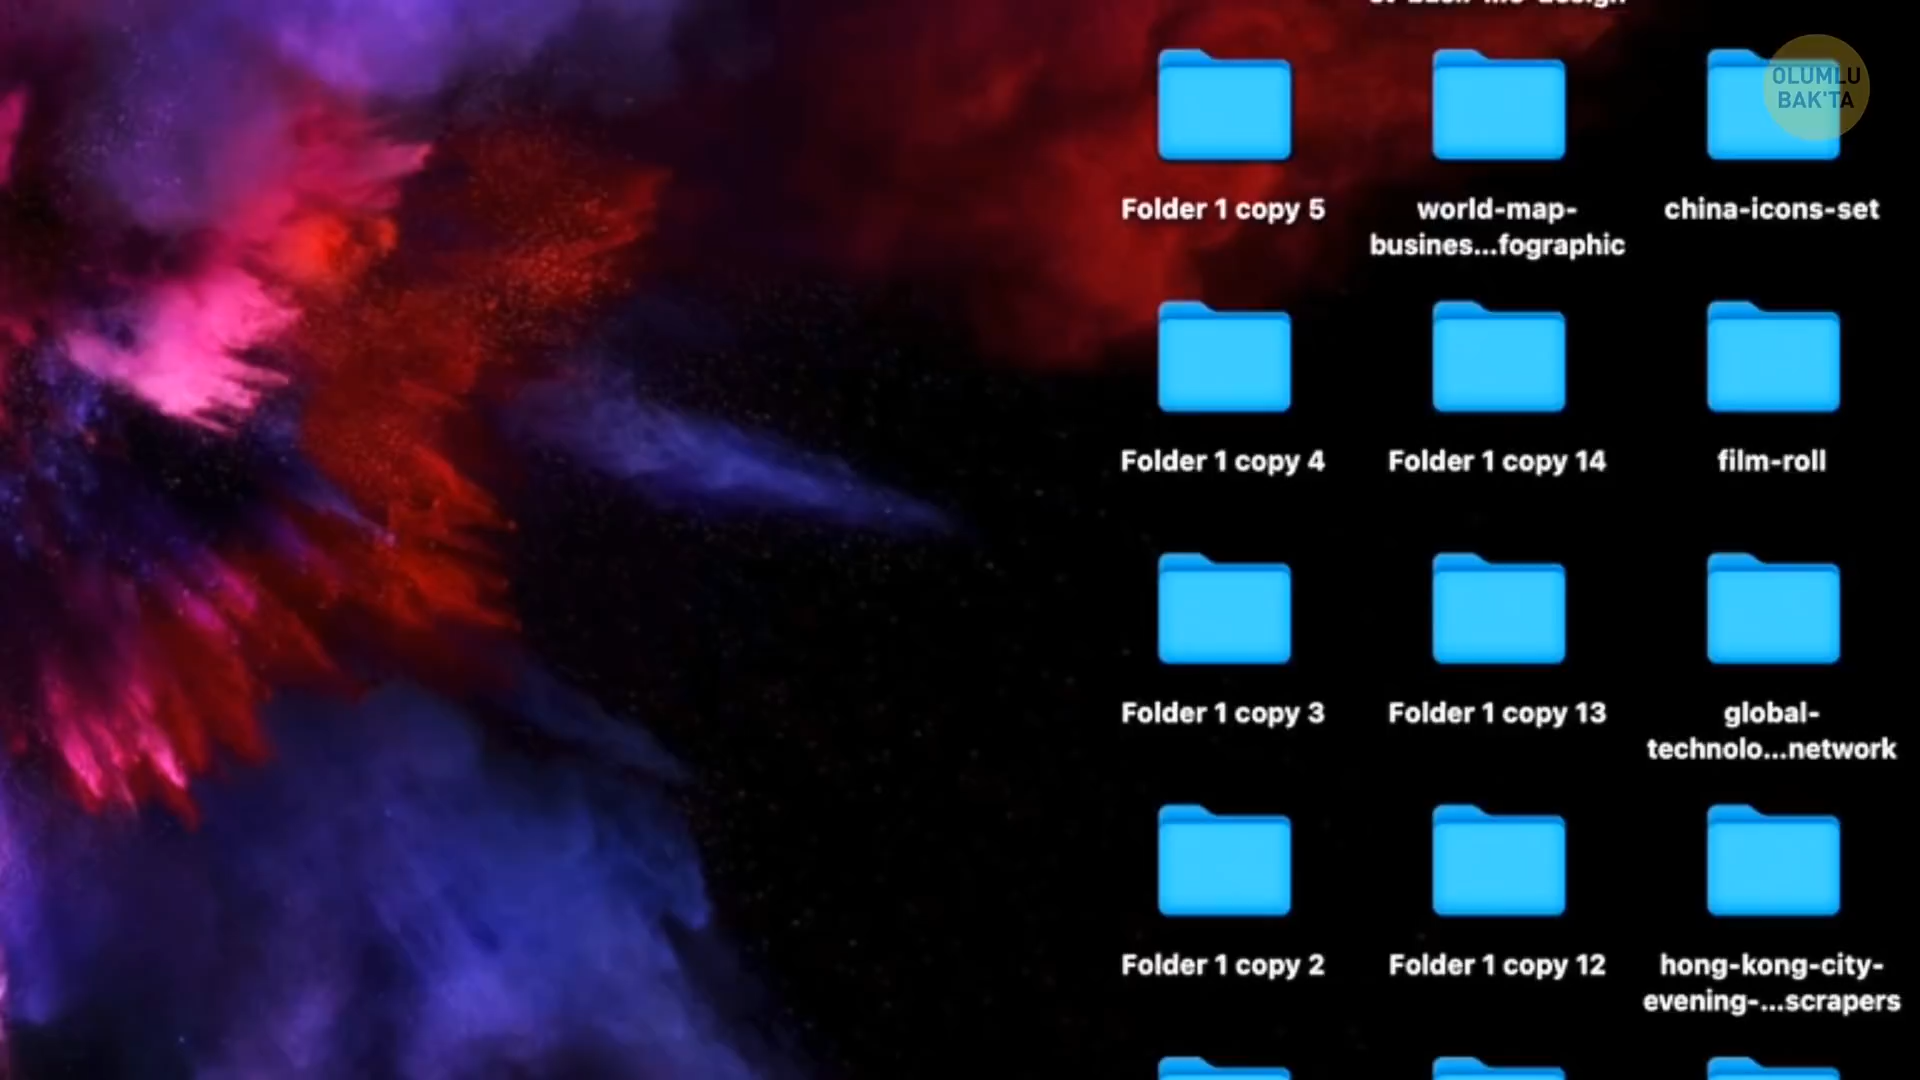 OLUMLU
BAK'TA
Folder 1 copy 5
world-map-
busines...fographic
china-icons-set
Folder 1 copy 4
Folder 1 copy 14
film-roll
Folder 1 copy 3
Folder 1 copy 13
global-
technolo...network
Folder 1 copy 2
Folder 1 copy 12
hong-kong-city-
evening-...scrapers